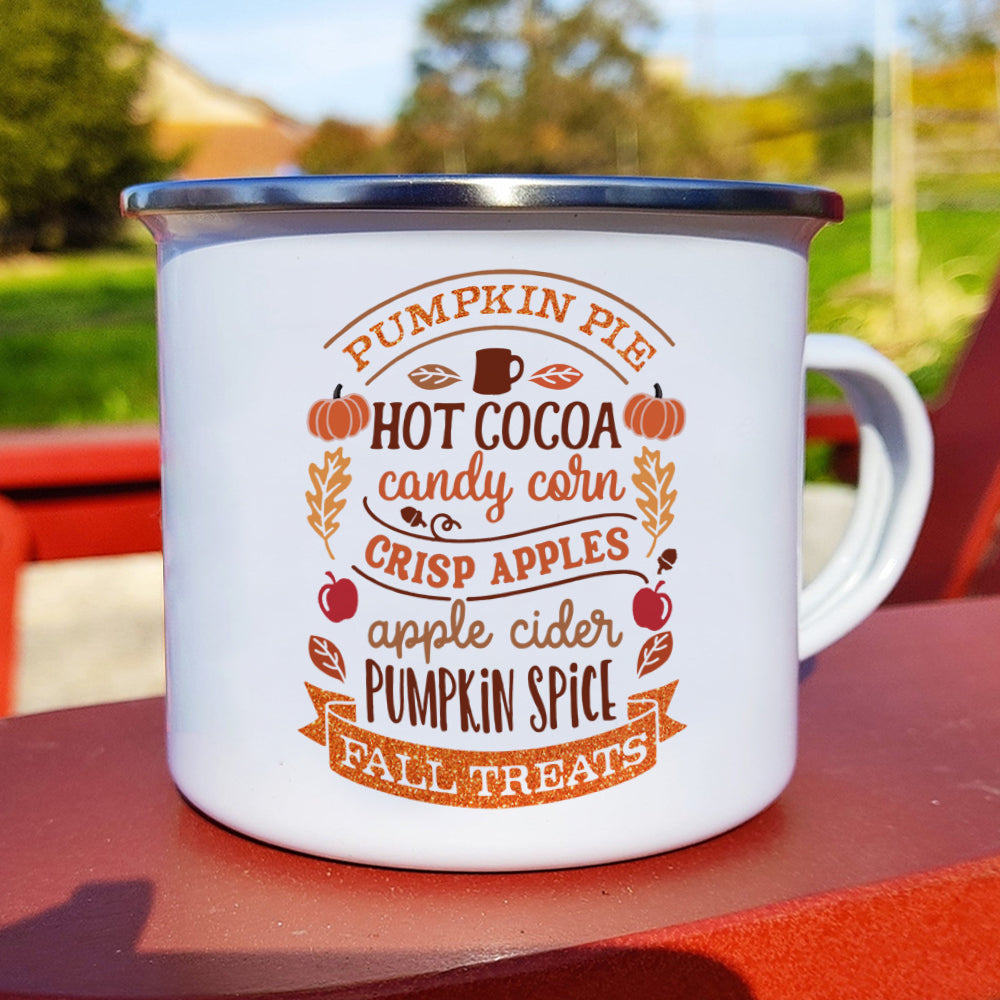 PUMPKIN PIE
HOT COCOA
candy corn
CRISP APPLES
apple cider
PUMPKiN SPiCE
FALL TREATS